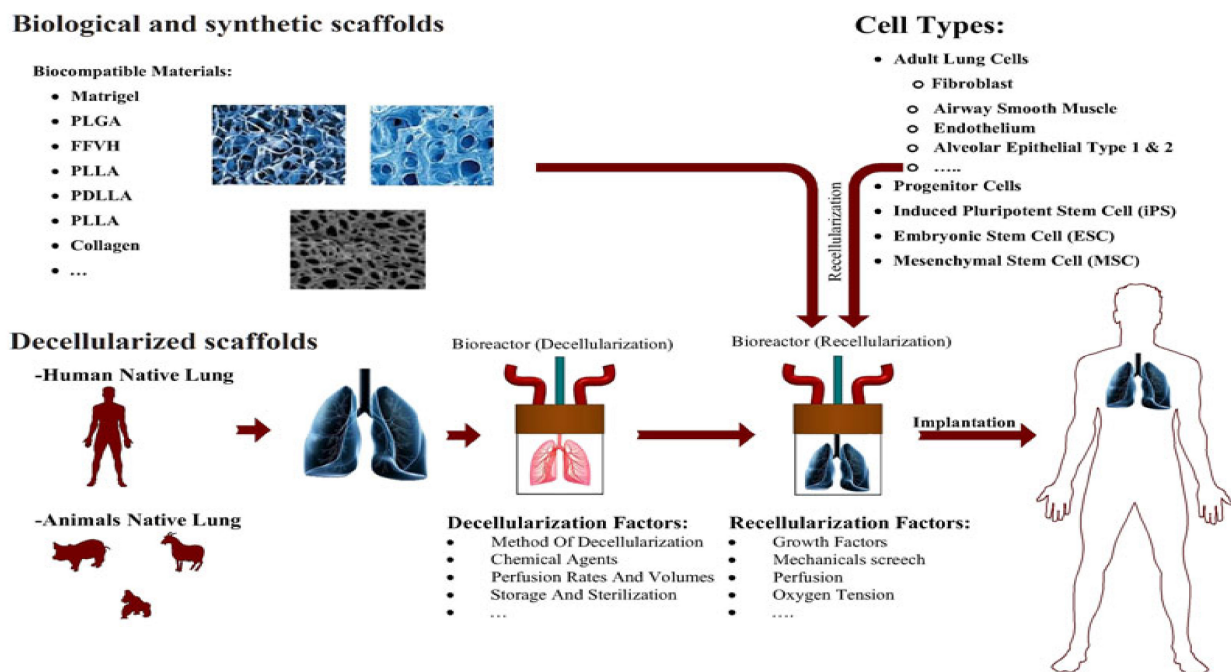 Biological and synthetic scaffolds
Biocompatible Materials:
• Matrigel
• PLGA
• FFVH
• PLLA
• PDLLA
• PLLA
• Collagen
• ...
Cell Types:
• Adult Lung Cells
o Fibroblast
o Airway Smooth Muscle
o Endothelium
o Alveolar Epithelial Type 1 & 2
o .....
• Progenitor Cells
• Induced Pluripotent Stem Cell (iPS)
• Embryonic Stem Cell (ESC)
• Mesenchymal Stem Cell (MSC)
Recellularization
Decellularized scaffolds
-Human Native Lung
-Animals Native Lung
Bioreactor (Decellularization)
Bioreactor (Recellularization)
Implantation
Decellularization Factors:
• Method Of Decellularization
• Chemical Agents
• Perfusion Rates And Volumes
• Storage And Sterilization
• ...
Recellularization Factors:
• Growth Factors
• Mechanicals screech
• Perfusion
• Oxygen Tension
• ....